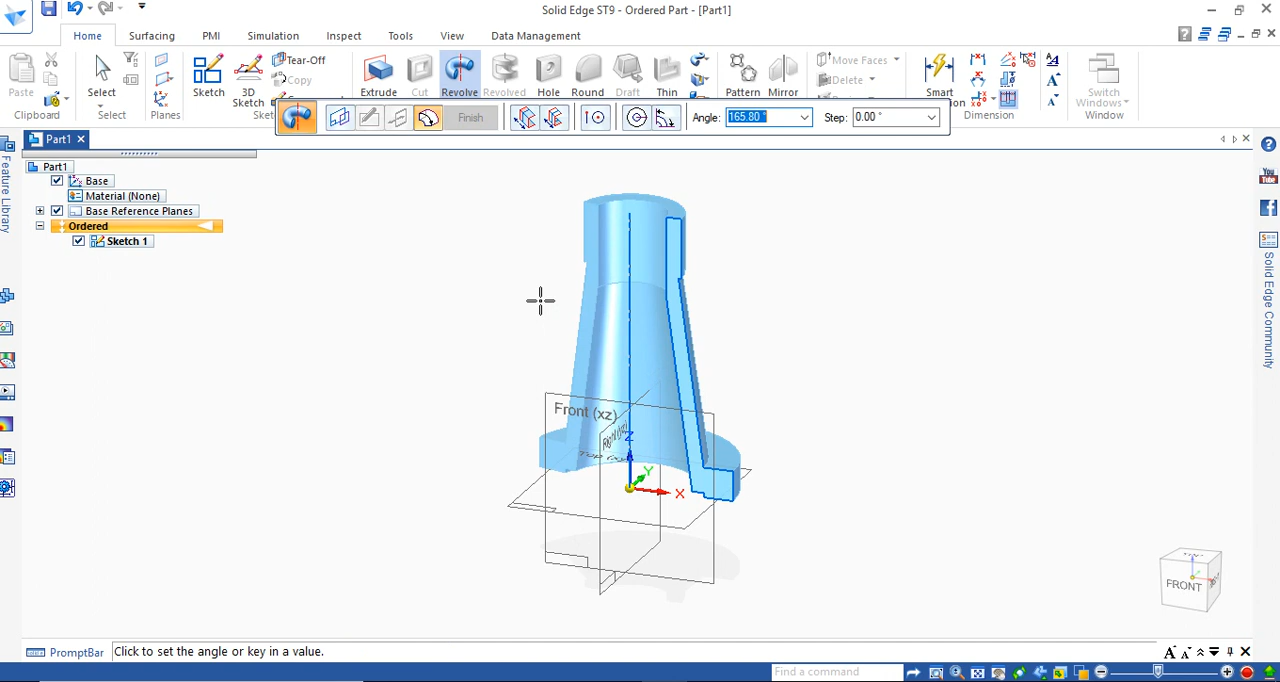 Solid Edge ST9 - Ordered Part - [Part1]
Home Surfacing PMI Simulation Inspect Tools View Data Management
Paste
Clipboard
Select
Select
Planes
Sketch
3D Sketch
Tear-Off
Copy
Extrude Cut Revolve Revolved Hole Round Draft Thin
Move Faces
Delete
Pattern Mirror
Smart
Dimension
Switch Windows
Window
Finish
Angle: 165.80 °
Step: 0.00 °
Part1
Part1
Base
Material (None)
Base Reference Planes
Ordered
Sketch 1
Feature Library
YouTube
Solid Edge Community
Front (xz)
Z
Y
X
FRONT
PromptBar
Click to set the angle or key in a value.
Find a command